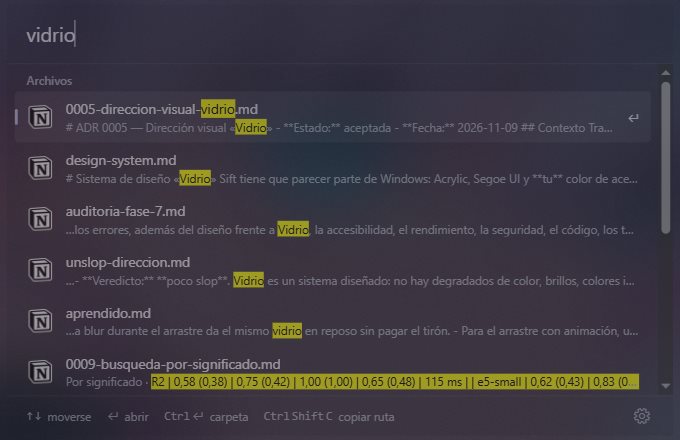 vidrio
Archivos
0005-direccion-visual-vidrio.md
# ADR 0005 — Dirección visual «Vidrio» - **Estado:** aceptada - **Fecha:** 2026-11-09 ## Contexto Tra...
design-system.md
# Sistema de diseño «Vidrio» Sift tiene que parecer parte de Windows: Acrylic, Segoe UI y **tu** color de ace...
auditoria-fase-7.md
...los errores, además del diseño frente a Vidrio, la accesibilidad, el rendimiento, la seguridad, el código, los t...
unslop-direccion.md
...- **Veredicto:** **poco slop**. Vidrio es un sistema diseñado: no hay degradados de color, brillos, colores i...
aprendido.md
...a blur durante el arrastre da el mismo vidrio en reposo sin pagar el tirón. - Para el arrastre con animación, u...
0009-busqueda-por-significado.md
Por significado · R2 | 0,58 (0,38) | 0,75 (0,42) | 1,00 (1,00) | 0,65 (0,48) | 115 ms | | e5-small | 0,62 (0,43) | 0,83 (0...
↑↓ moverse ↵ abrir Ctrl ↵ carpeta Ctrl Shift C copiar ruta